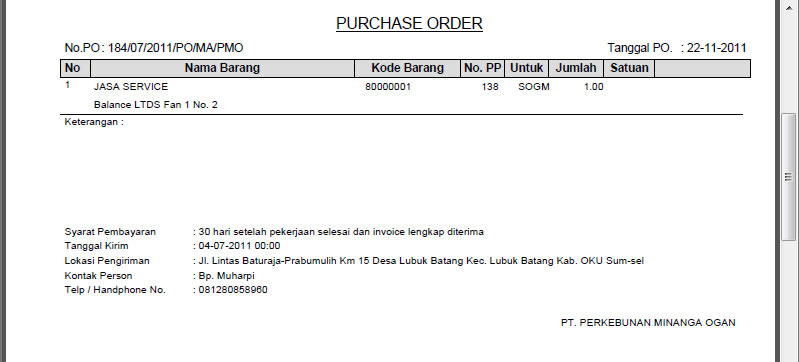 PURCHASE ORDER
No.PO : 184/07/2011/PO/MA/PMO Tanggal PO. : 22-11-2011
No Nama Barang Kode Barang No. PP Untuk Jumlah Satuan
1 JASA SERVICE 80000001 138 SOGM 1.00
Balance LTDS Fan 1 No. 2
Keterangan :
Syarat Pembayaran : 30 hari setelah pekerjaan selesai dan invoice lengkap diterima
Tanggal Kirim : 04-07-2011 00:00
Lokasi Pengiriman : Jl. Lintas Baturaja-Prabumulih Km 15 Desa Lubuk Batang Kec. Lubuk Batang Kab. OKU Sum-sel
Kontak Person : Bp. Muharpi
Telp / Handphone No. : 081280858960
PT. PERKEBUNAN MINANGA OGAN